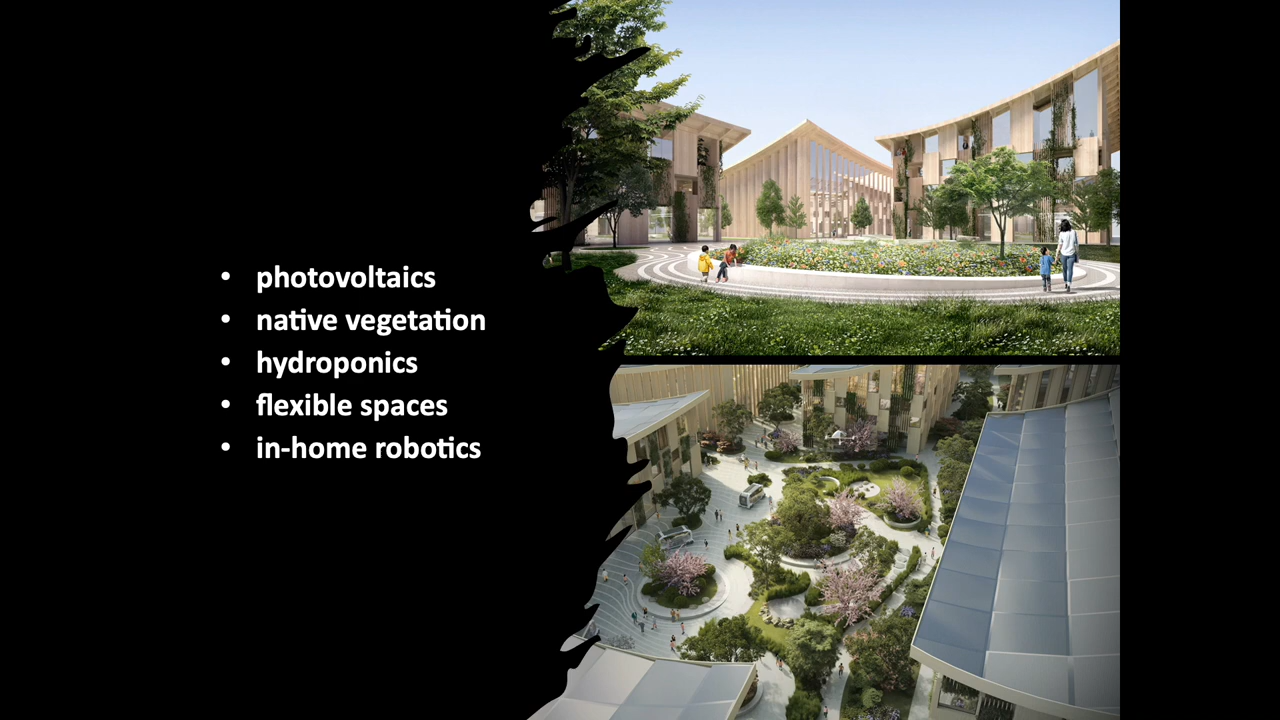 • photovoltaics
• native vegetation
• hydroponics
• flexible spaces
• in-home robotics